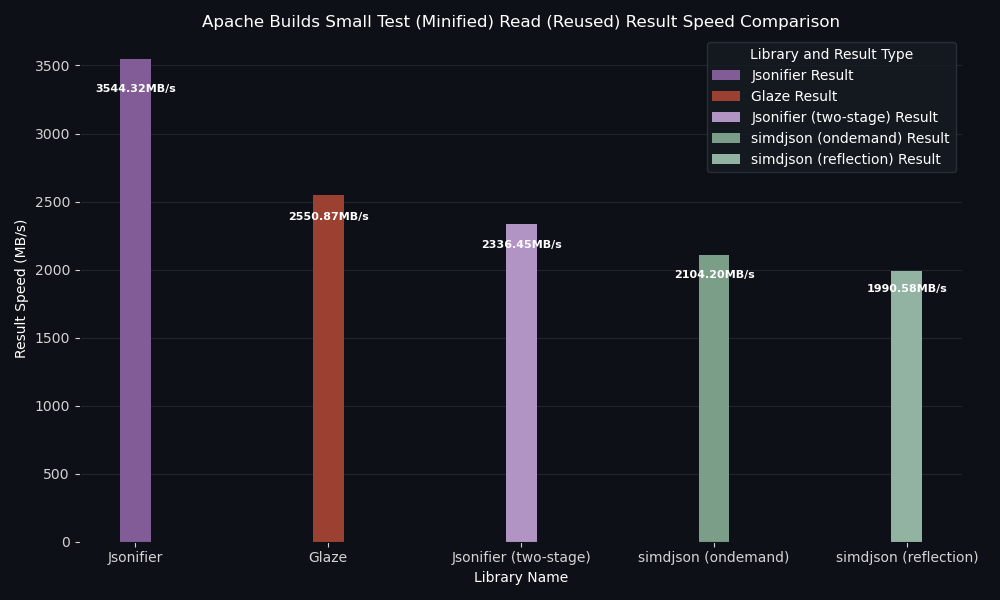 Apache Builds Small Test (Minified) Read (Reused) Result Speed Comparison
Library and Result Type
Jsonifier Result
Glaze Result
Jsonifier (two-stage) Result
simdjson (ondemand) Result
simdjson (reflection) Result
Result Speed (MB/s)
3500
3000
2500
2000
1500
1000
500
0
3544.32MB/s
2550.87MB/s
2336.45MB/s
2104.20MB/s
1990.58MB/s
Jsonifier
Glaze
Jsonifier (two-stage)
simdjson (ondemand)
simdjson (reflection)
Library Name